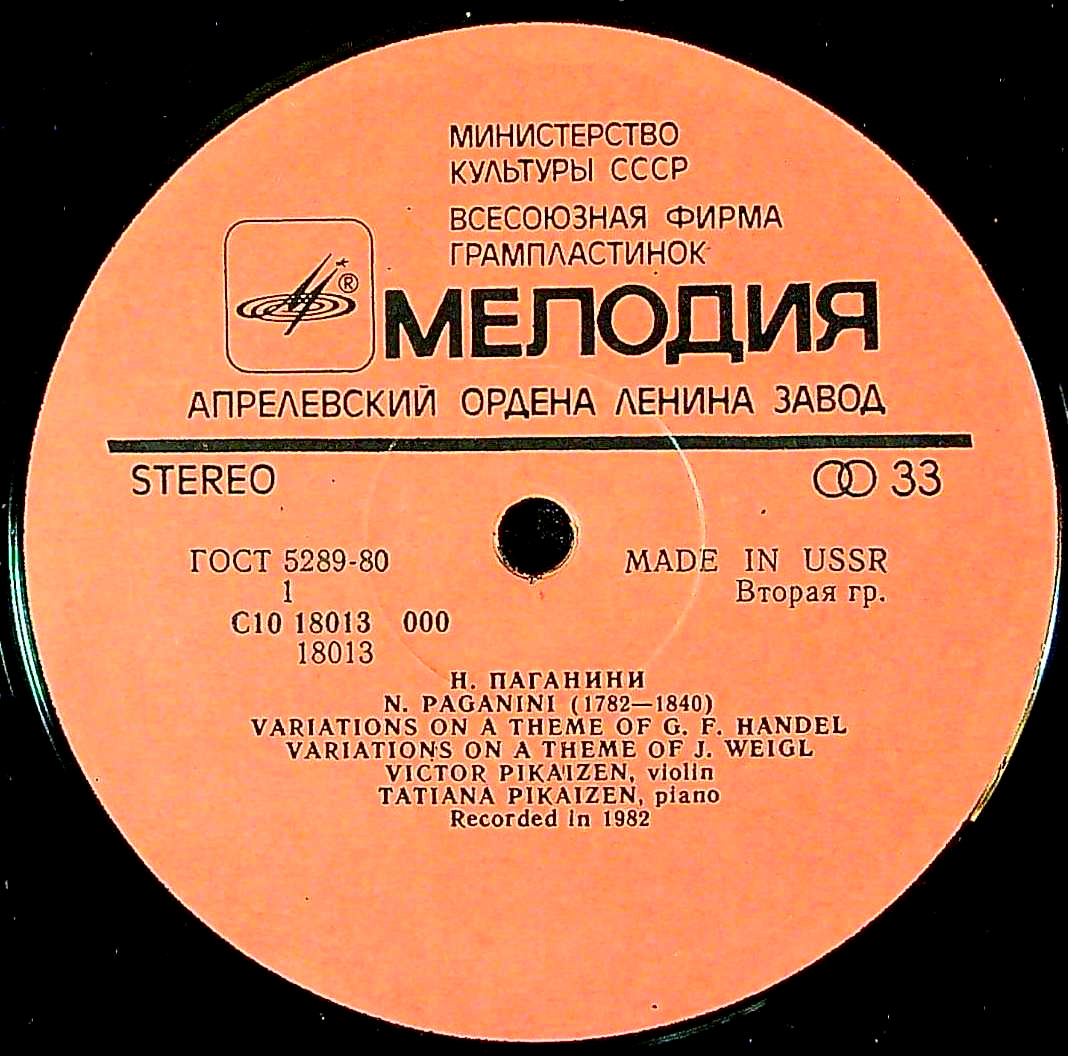 МИНИСТЕРСТВО
КУЛЬТУРЫ СССР
ВСЕСОЮЗНАЯ ФИРМА
ГРАМПЛАСТИНОК
®
МЕЛОДИЯ
АПРЕЛЕВСКИЙ ОРДЕНА ЛЕНИНА ЗАВОД
STEREO 33
ГОСТ 5289-80 MADE IN USSR
1 Вторая гр.
С10 18013 000
18013
Н. ПАГАНИНИ
N. PAGANINI (1782—1840)
VARIATIONS ON A THEME OF G. F. HANDEL
VARIATIONS ON A THEME OF J. WEIGL
VICTOR PIKAIZEN, violin
TATIANA PIKAIZEN, piano
Recorded in 1982